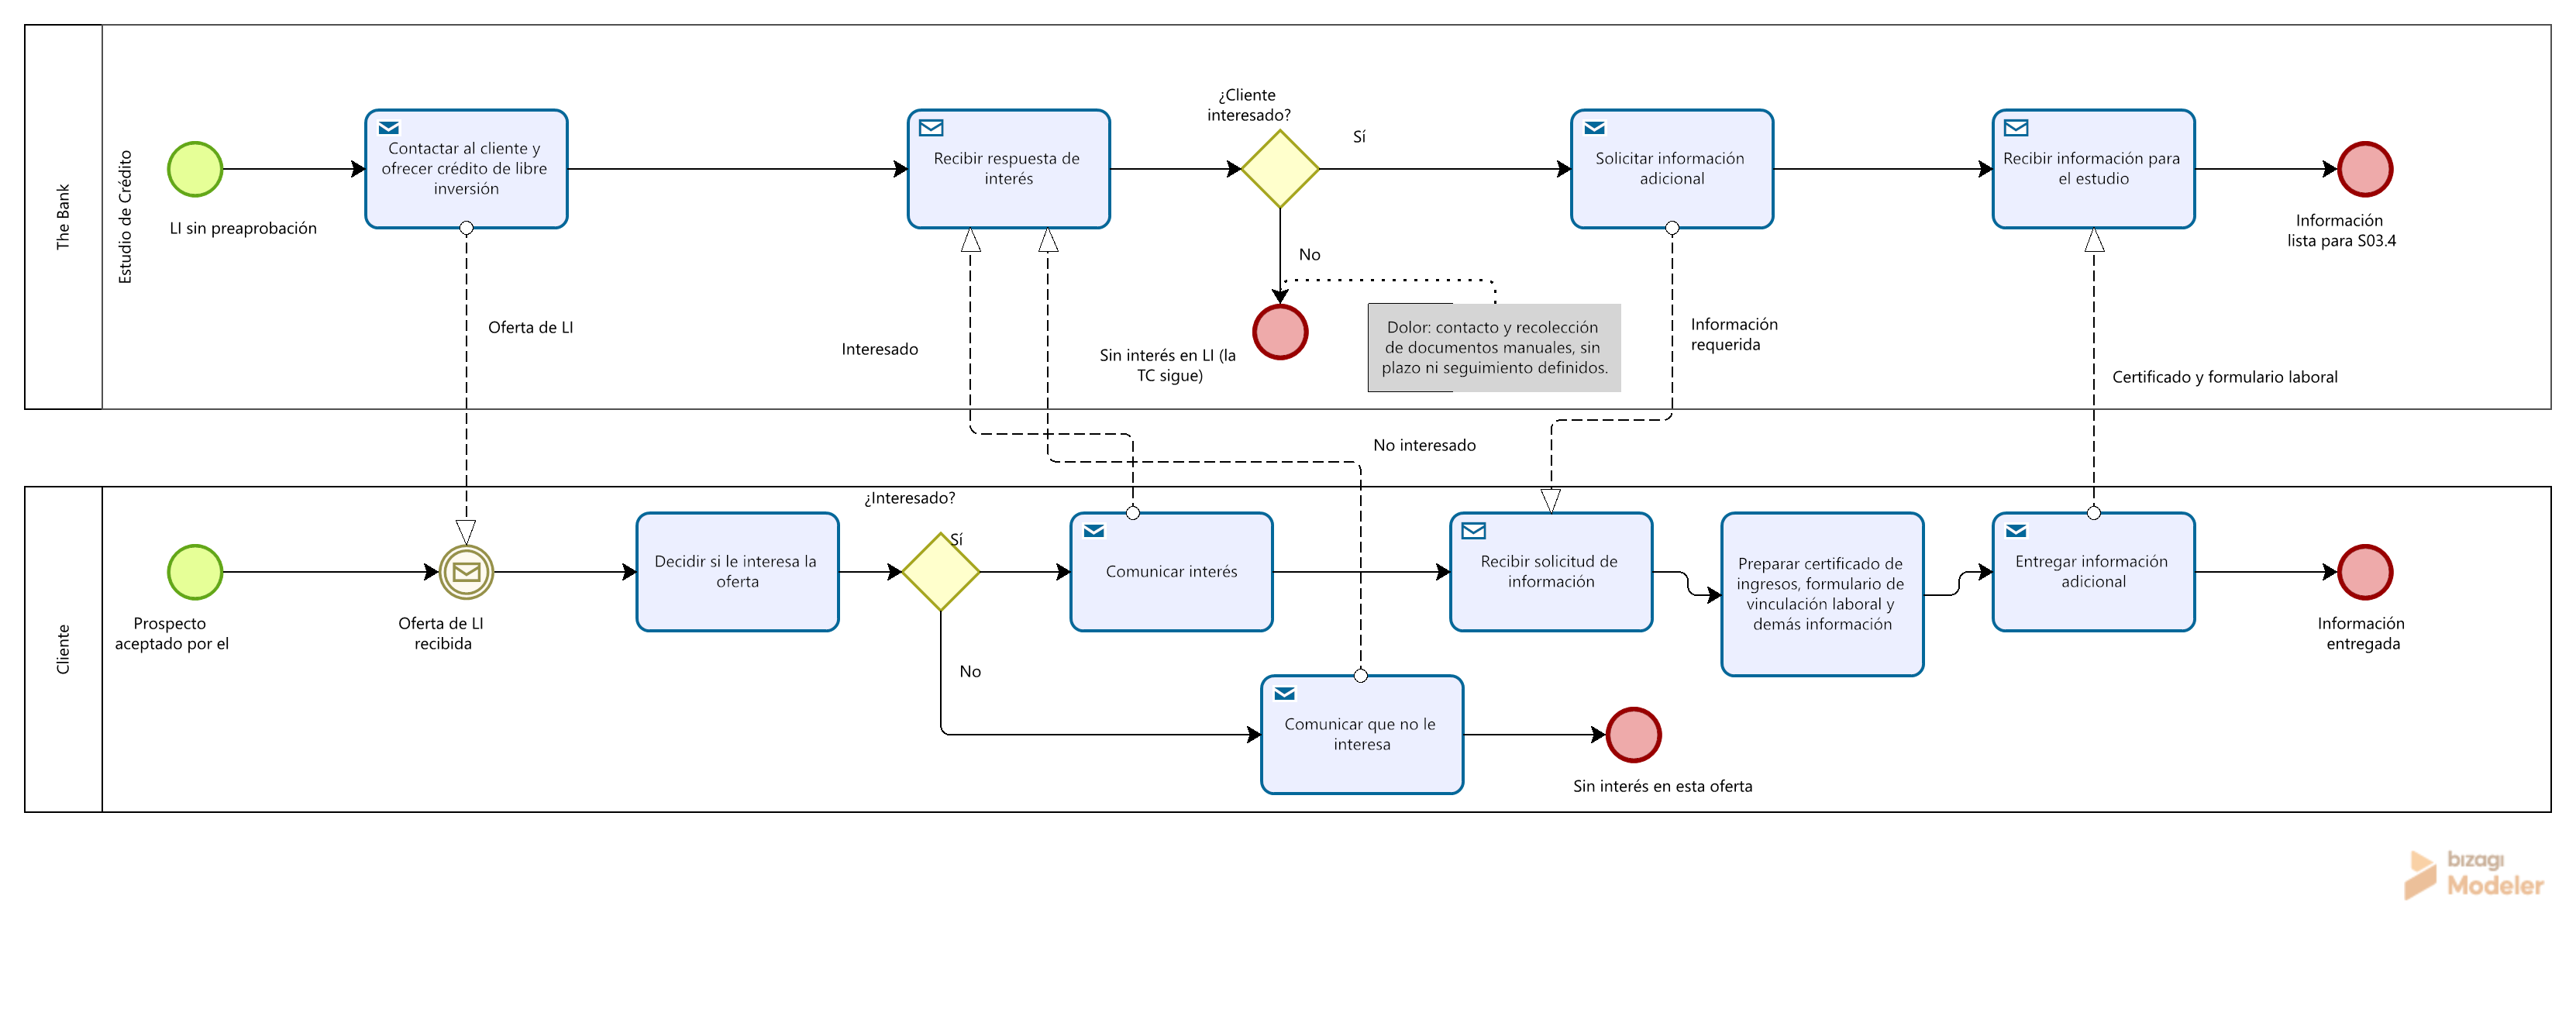 The Bank
Estudio de Crédito
LI sin preaprobación
Contactar al cliente y
ofrecer crédito de libre
inversión
Recibir respuesta de
interés
¿Cliente
interesado?
Sí
No
Solicitar información
adicional
Recibir información para
el estudio
Información
lista para S03.4
Oferta de LI
Interesado
Sin interés en LI (la
TC sigue)
Dolor: contacto y recolección
de documentos manuales, sin
plazo ni seguimiento definidos.
Información
requerida
Certificado y formulario laboral
No interesado
Cliente
Prospecto
aceptado por el
Oferta de LI
recibida
Decidir si le interesa la
oferta
¿Interesado?
Sí
No
Comunicar interés
Recibir solicitud de
información
Preparar certificado de
ingresos, formulario de
vinculación laboral y
demás información
Entregar información
adicional
Información
entregada
Comunicar que no le
interesa
Sin interés en esta oferta
bizagi
Modeler